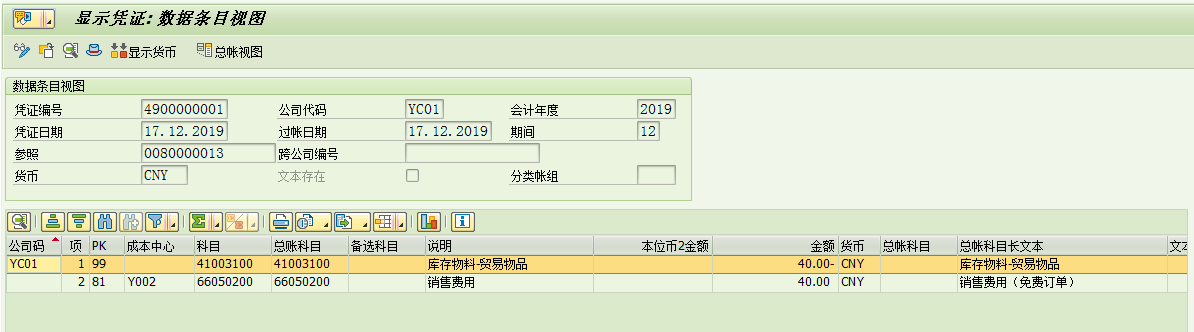 显示凭证: 数据条目视图
显示货币 总帐视图
数据条目视图
凭证编号 4900000001 公司代码 YC01 会计年度 2019
凭证日期 17.12.2019 过帐日期 17.12.2019 期间 12
参照 0080000013 跨公司编号
货币 CNY 文本存在 分类帐组
公司码 项 PK 成本中心 科目 总账科目 备选科目 说明 本位币2金额 金额 货币 总帐科目 总帐科目长文本 文本
YC01 1 99 41003100 41003100 库存物料-贸易物品 40.00- CNY 库存物料-贸易物品
2 81 Y002 66050200 66050200 销售费用 40.00 CNY 销售费用（免费订单）